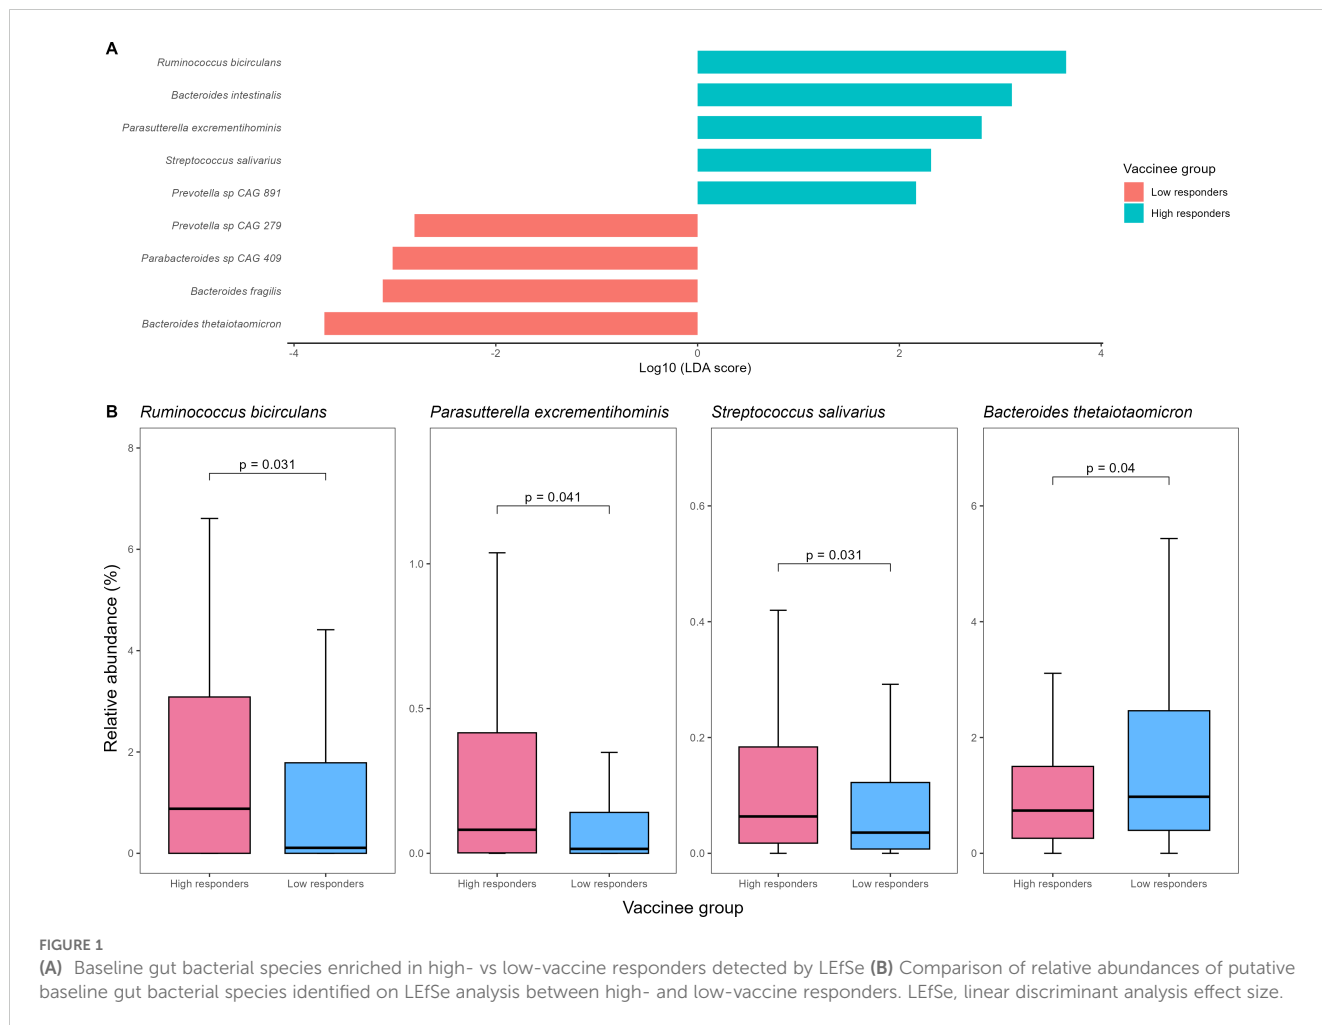 A
Ruminococcus bicirculans
Bacteroides intestinalis
Parasutterella excrementihominis
Streptococcus salivarius
Prevotella sp CAG 891
Prevotella sp CAG 279
Parabacteroides sp CAG 409
Bacteroides fragilis
Bacteroides thetaiotaomicron
-4 -2 0 2 4
Log10 (LDA score)
Vaccinee group
Low responders
High responders
B
Ruminococcus bicirculans
Parasutterella excrementihominis
Streptococcus salivarius
Bacteroides thetaiotaomicron
Relative abundance (%)
8
6
4
2
0
p = 0.031
High responders Low responders
1.0
0.5
0.0
p = 0.041
High responders Low responders
0.6
0.4
0.2
0.0
p = 0.031
High responders Low responders
6
4
2
0
p = 0.04
High responders Low responders
Vaccinee group
FIGURE 1
(A) Baseline gut bacterial species enriched in high- vs low-vaccine responders detected by LEfSe (B) Comparison of relative abundances of putative
baseline gut bacterial species identified on LEfSe analysis between high- and low-vaccine responders. LEfSe, linear discriminant analysis effect size.